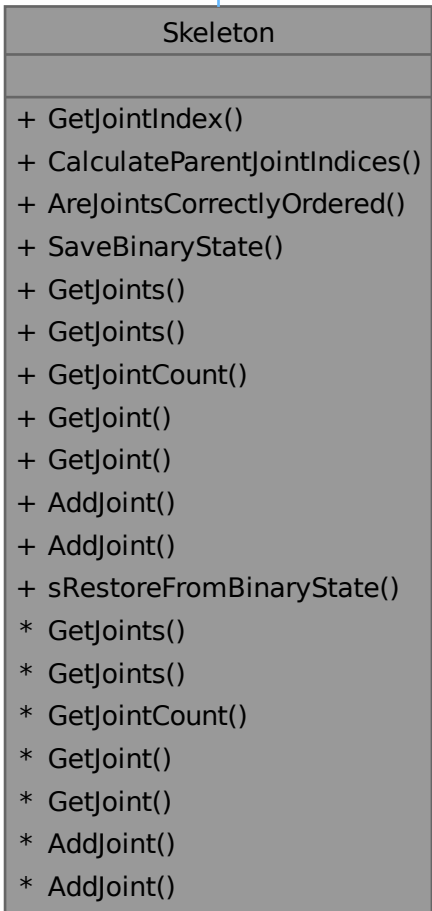 Skeleton
+ GetJointIndex()
+ CalculateParentJointIndices()
+ AreJointsCorrectlyOrdered()
+ SaveBinaryState()
+ GetJoints()
+ GetJoints()
+ GetJointCount()
+ GetJoint()
+ GetJoint()
+ AddJoint()
+ AddJoint()
+ sRestoreFromBinaryState()
* GetJoints()
* GetJoints()
* GetJointCount()
* GetJoint()
* GetJoint()
* AddJoint()
* AddJoint()